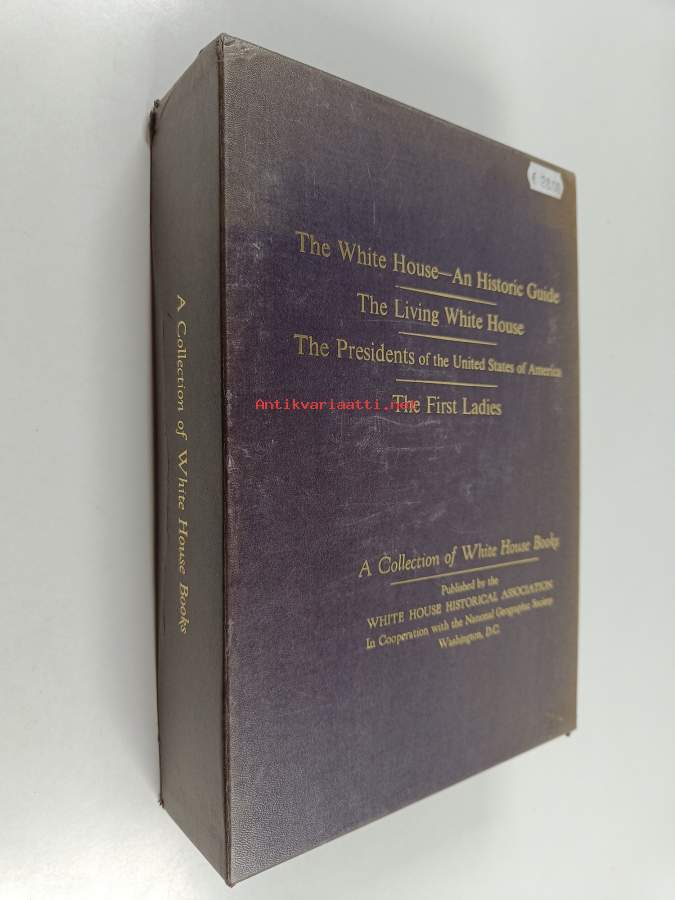 € 28.00
The White House—An Historic Guide
The Living White House
The Presidents of the United States of America
The First Ladies
Antikvariaatti.net
A Collection of White House Books
Published by the
WHITE HOUSE HISTORICAL ASSOCIATION
In Cooperation with the National Geographic Society
Washington, D.C.
A Collection of White House Books